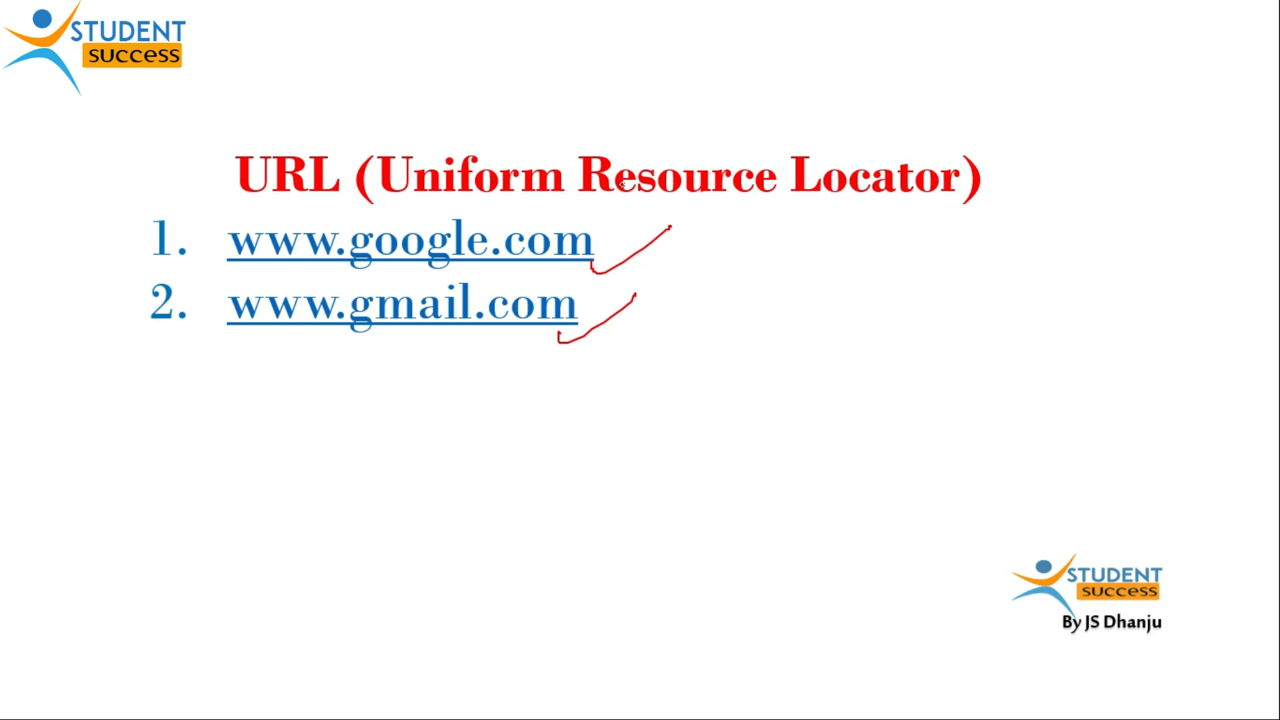 STUDENT
SUCCESS
URL (Uniform Resource Locator)
1. www.google.com
2. www.gmail.com
STUDENT
SUCCESS
By JS Dhanju